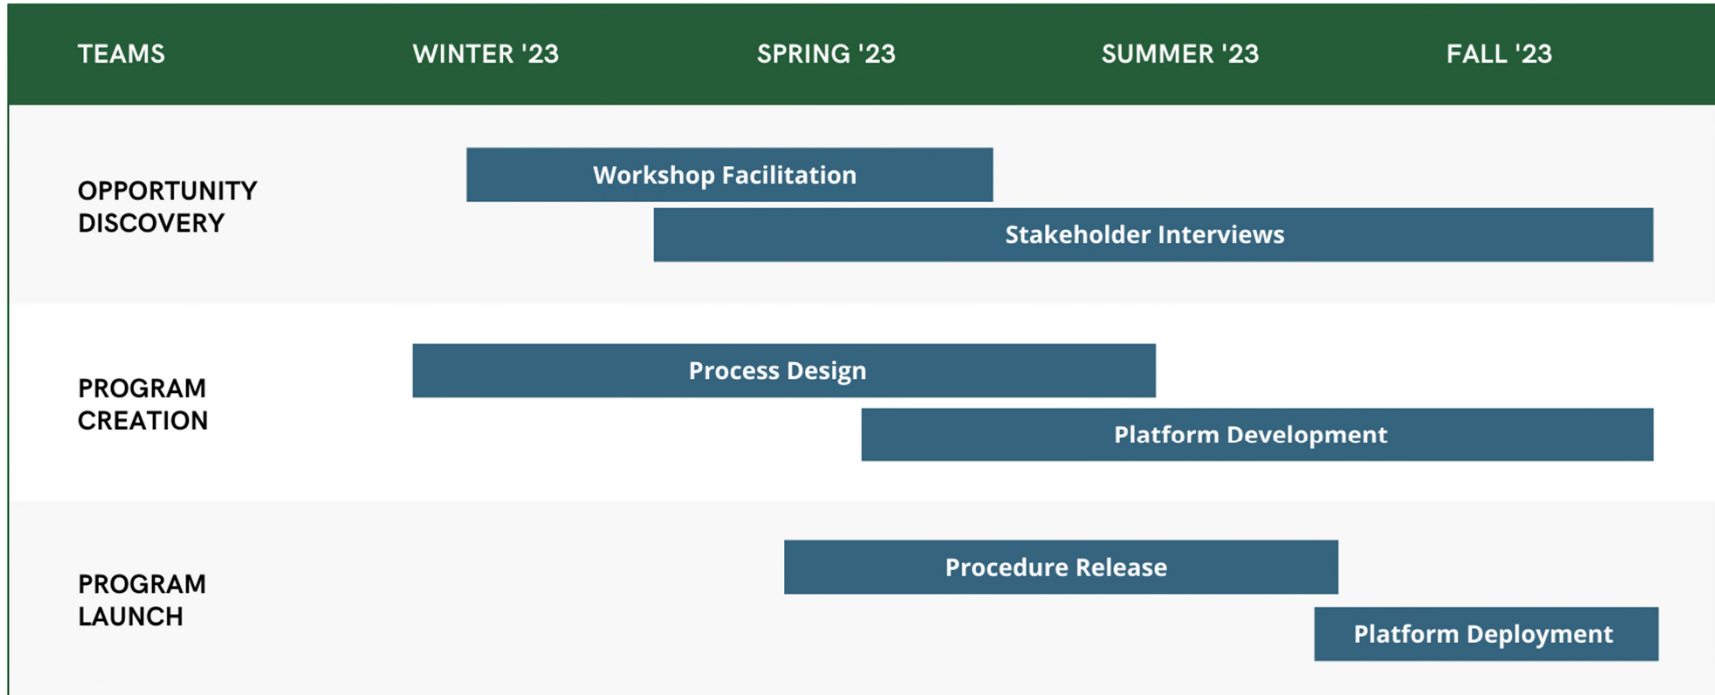 TEAMS WINTER '23 SPRING '23 SUMMER '23 FALL '23
OPPORTUNITY
DISCOVERY
Workshop Facilitation
Stakeholder Interviews
PROGRAM
CREATION
Process Design
Platform Development
PROGRAM
LAUNCH
Procedure Release
Platform Deployment